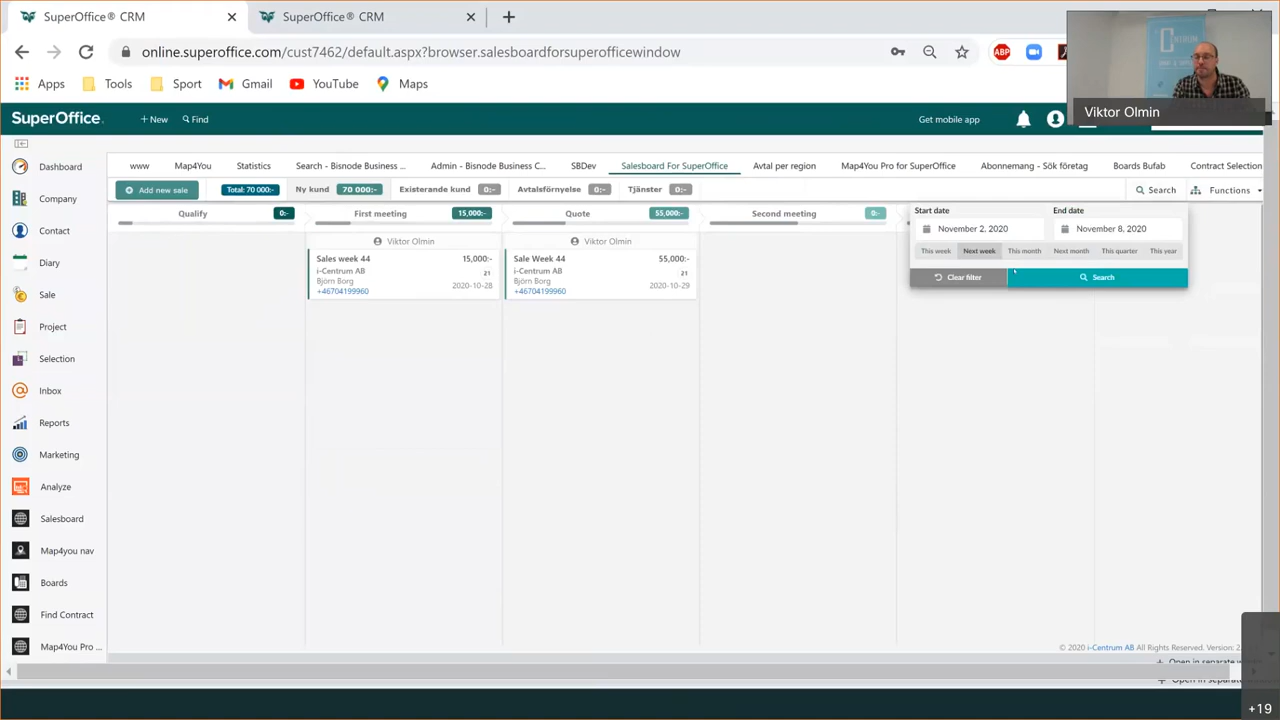 SuperOffice® CRM
SuperOffice® CRM
online.superoffice.com/cust7462/default.aspx?browse.salesboardforsuperofficewindow
ABP
Apps
Tools
Sport
Gmail
YouTube
Maps
Viktor Olmin
SuperOffice.
+ New
Find
Get mobile app
Dashboard
Company
Contact
Diary
Sale
Project
Selection
Inbox
Reports
Marketing
Analyze
Salesboard
Map4you nav
Boards
Find Contract
Map4You Pro ...
www
Map4You
Statistics
Search - Bisnode Business ...
Admin - Bisnode Business C...
SBDev
Salesboard For SuperOffice
Avtal per region
Map4You Pro for SuperOffice
Abonnemang - Sök företag
Boards Bufab
Contract Selection
Add new sale
Total: 70 000:-
Ny kund 70 000:-
Existerande kund 0:-
Avtalsförnyelse 0:-
Tjänster 0:-
Search
Functions
Qualify 0:-
First meeting 15,000:-
Quote 55,000:-
Second meeting 0:-
Viktor Olmin
Sales week 44 15,000:-
i-Centrum AB 21
Björn Borg
+46704199960 2020-10-28
Viktor Olmin
Sale Week 44 55,000:-
i-Centrum AB 21
Björn Borg
+46704199960 2020-10-29
Start date
End date
November 2, 2020
November 8, 2020
This week
Next week
This month
Next month
This quarter
This year
Clear filter
Search
© 2020 i-Centrum AB All Rights Reserved. Version: 2.
+19